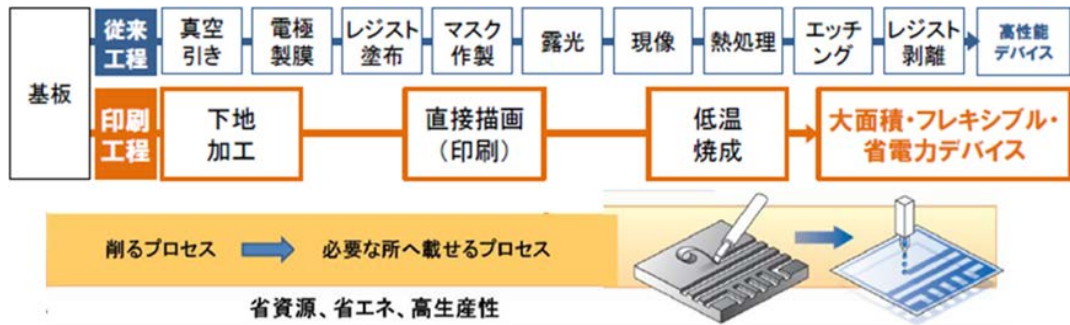 基板
従来
工程
真空
引き
電極
製膜
レジスト
塗布
マスク
作製
露光
現像
熱処理
エッチ
ング
レジスト
剥離
高性能
デバイス
印刷
工程
下地
加工
直接描画
（印刷）
低温
焼成
大面積・フレキシブル・
省電力デバイス
削るプロセス
必要な所へ載せるプロセス
省資源、省エネ、高生産性